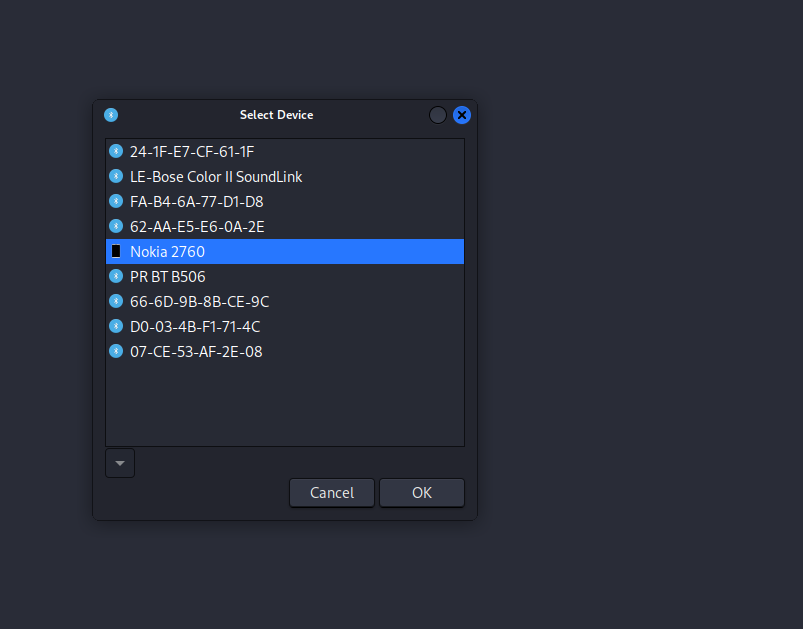 Select Device
24-1F-E7-CF-61-1F
LE-Bose Color II SoundLink
FA-B4-6A-77-D1-D8
62-AA-E5-E6-0A-2E
Nokia 2760
PR BT B506
66-6D-9B-8B-CE-9C
D0-03-4B-F1-71-4C
07-CE-53-AF-2E-08
Cancel OK